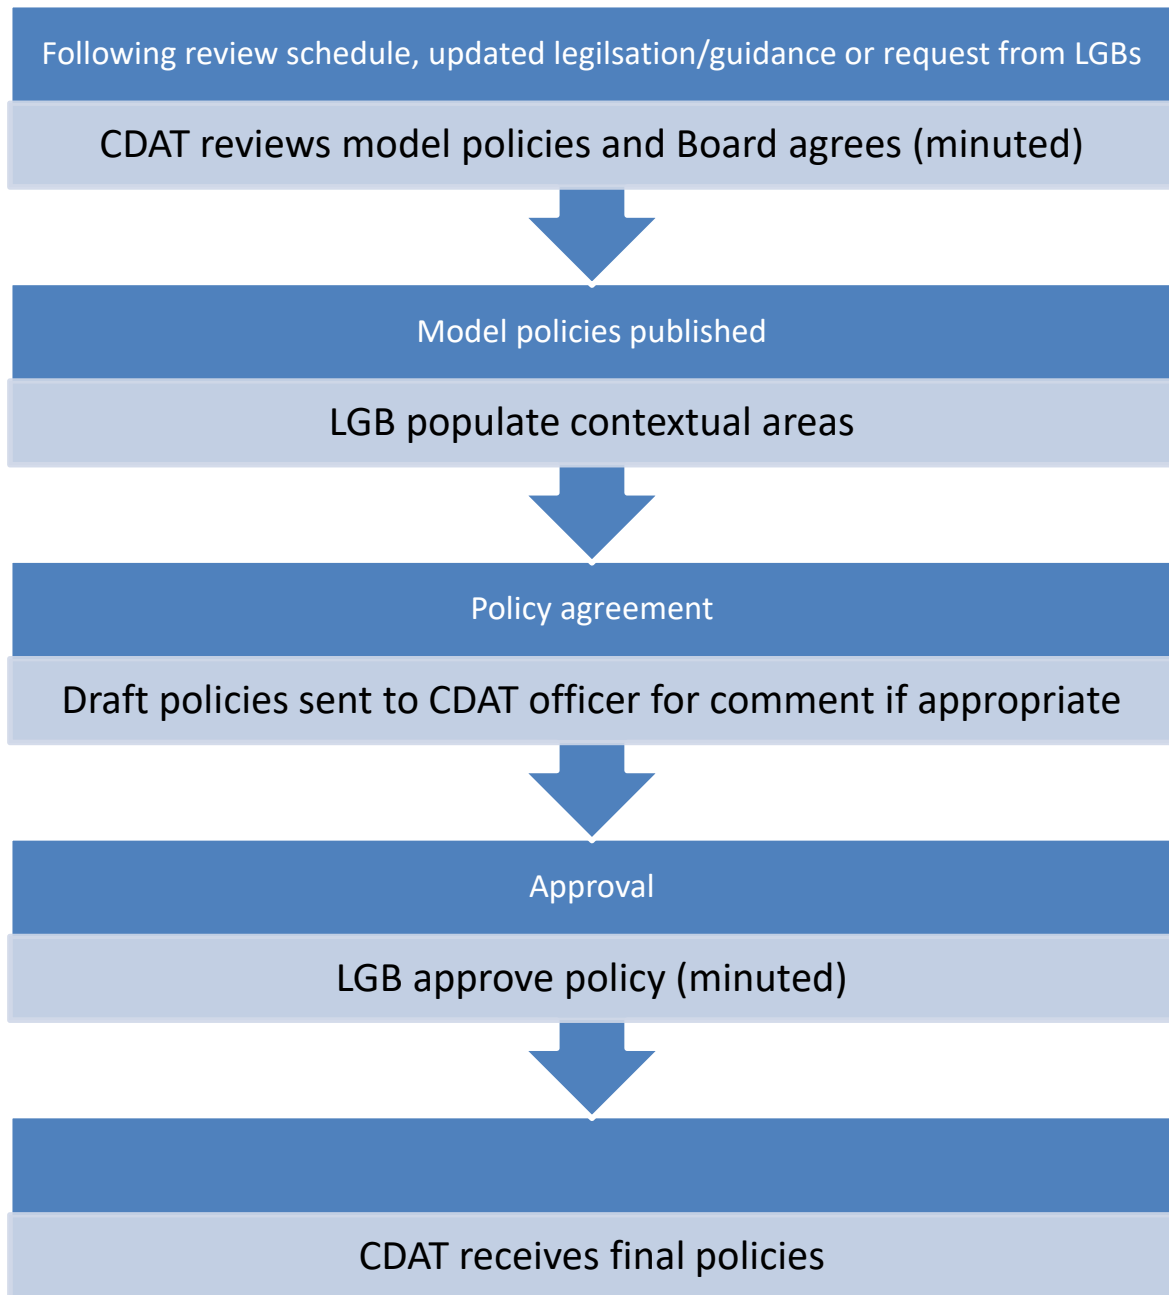 Following review schedule, updated legilsation/guidance or request from LGBs
CDAT reviews model policies and Board agrees (minuted)
Model policies published
LGB populate contextual areas
Policy agreement
Draft policies sent to CDAT officer for comment if appropriate
Approval
LGB approve policy (minuted)
CDAT receives final policies